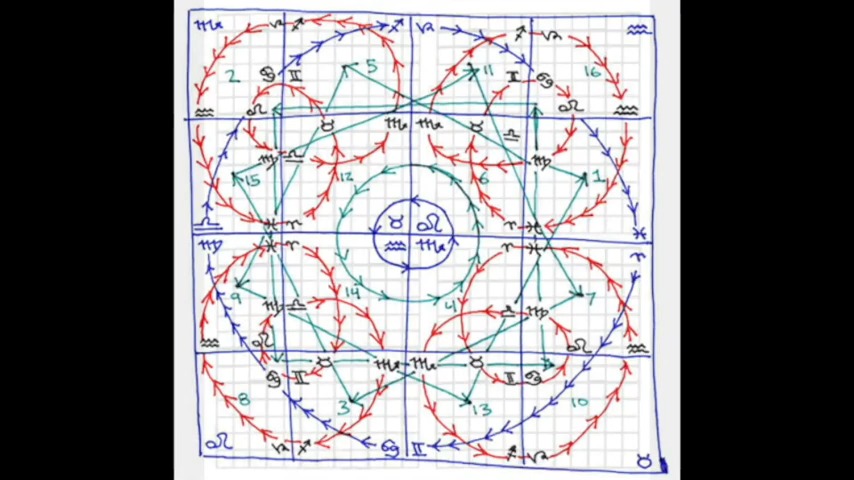 ♏ ♑ ♐ ♐ ♑ ♐ ♑ ♒
2 ♋ ♊ 5 11 ♊ ♋ 16
♒ ♌ ♌ ♒
♉ ♏ ♏ ♉ ♎
♍ ♎ ♍
15 12 6 1
♎ ♓ ♈ ♉ ♌ ♈ ♓ ♓
♍ ♓ ♈ ♒ ♏ ♈ ♓ ♈
9 14 4 7
♍ ♎ ♎ ♍
♒ ♌ ♌ ♒
♉ ♏ ♏ ♉
♋ ♊ ♊ ♋
8 3 13 10
♌ ♑ ♐ ♋ ♊ ♐ ♑ ♉